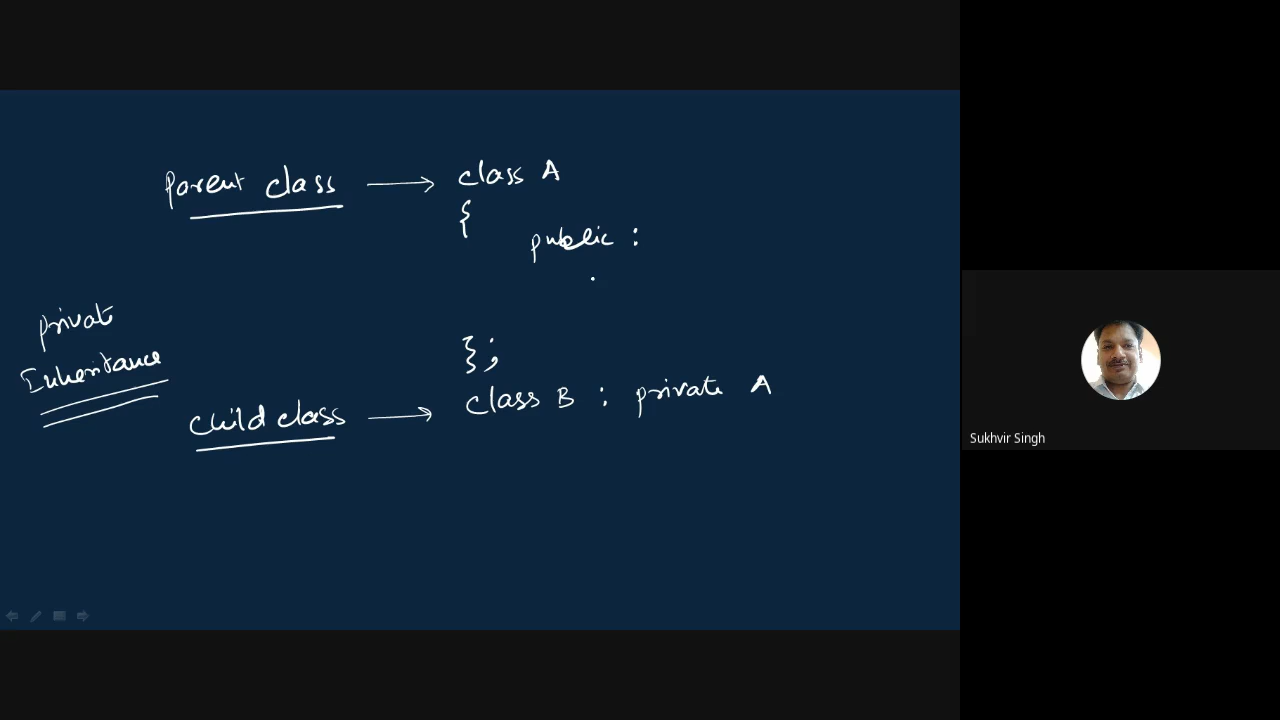 parent class → class A
{
public :
.
private
Inheritance
} ;
child class → class B : private A
Sukhvir Singh